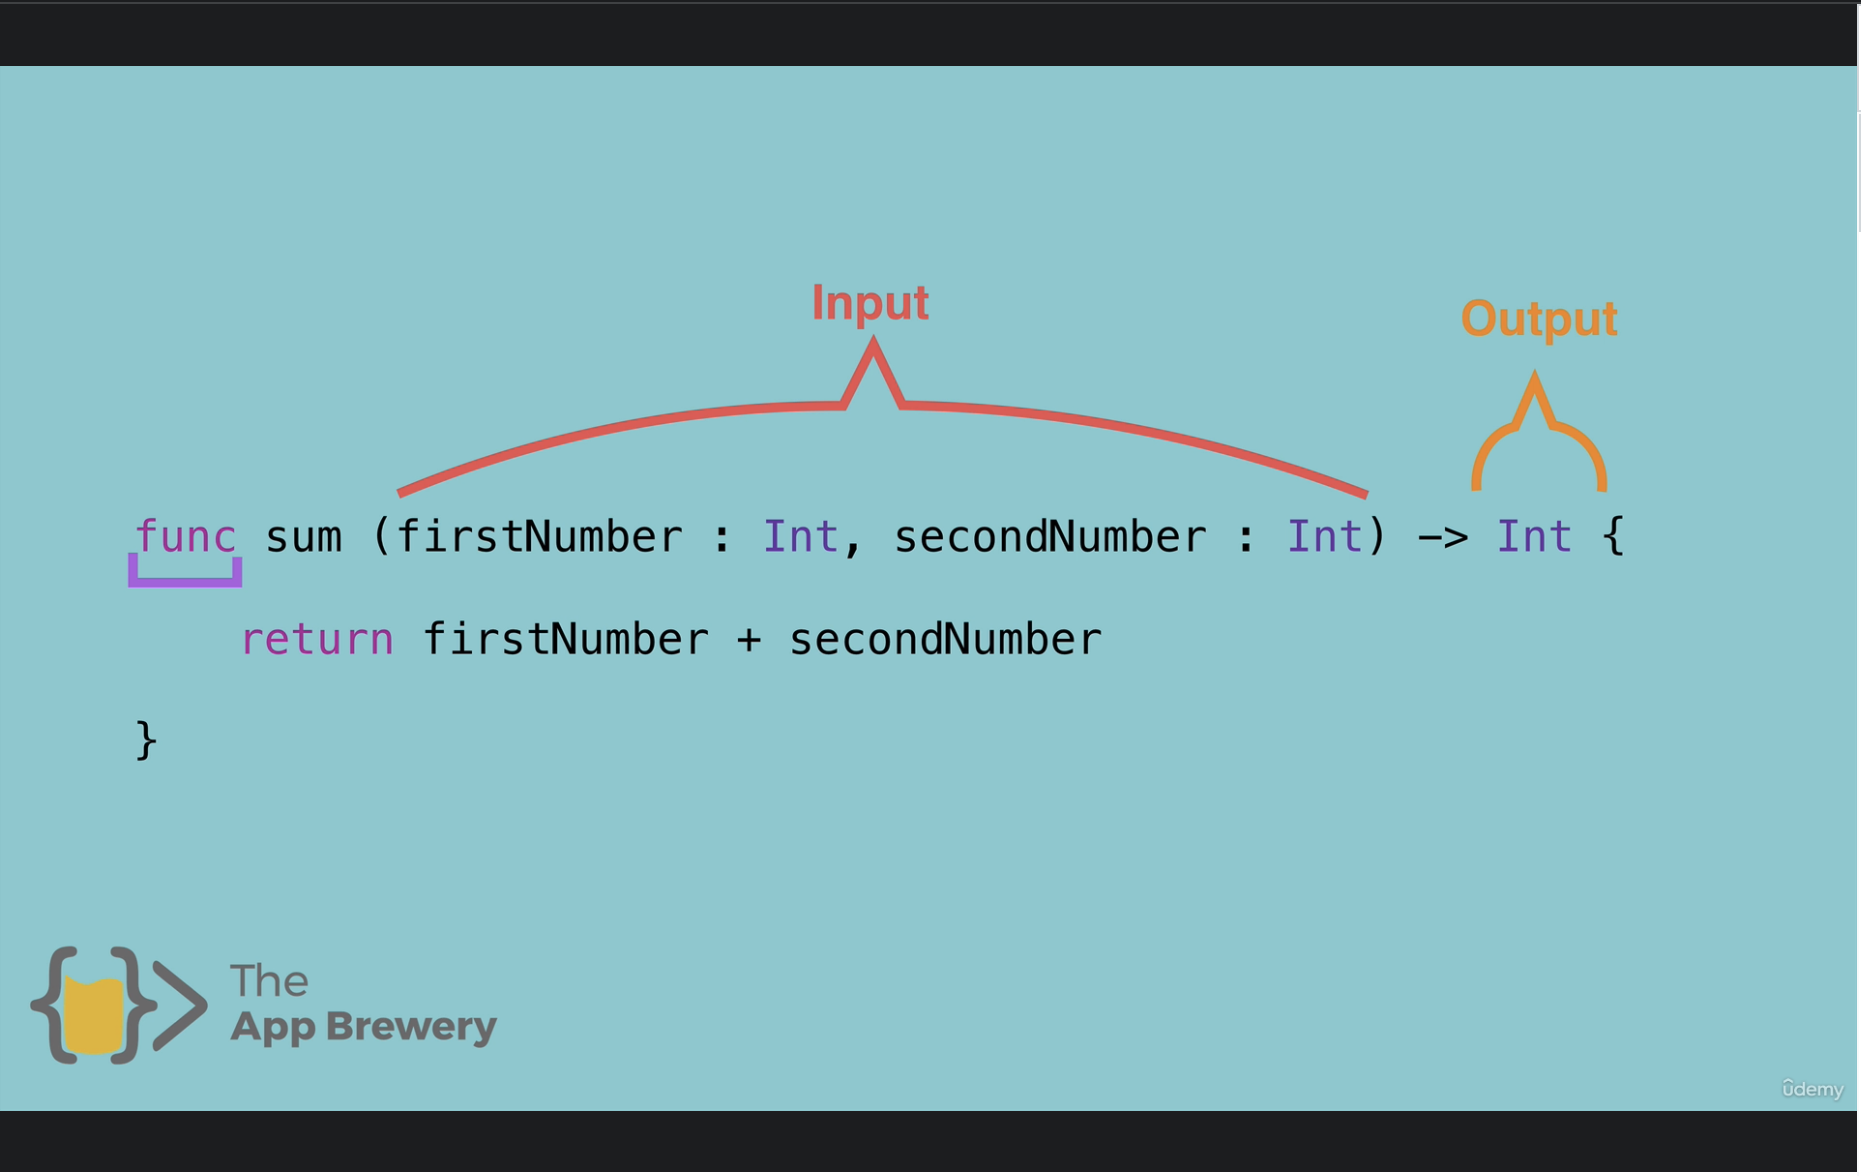 Input
Output
func sum (firstNumber : Int, secondNumber : Int) -> Int {
return firstNumber + secondNumber
}
The
App Brewery
ûdemy